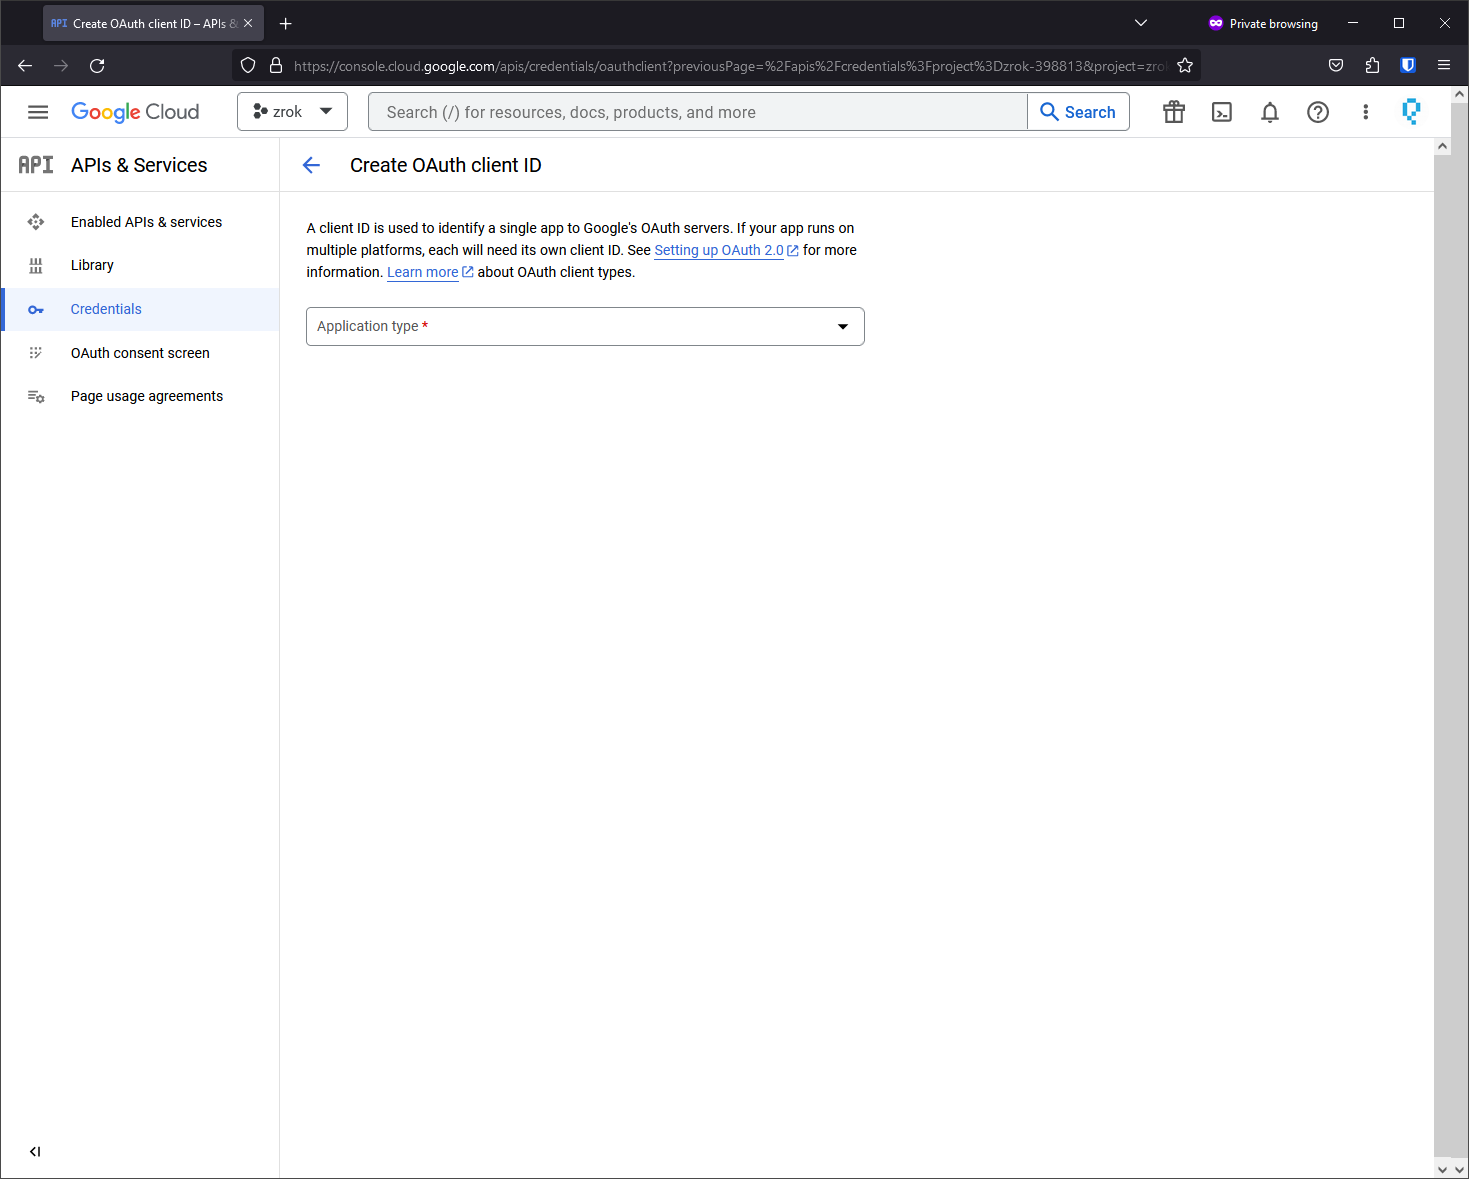 API Create OAuth client ID – APIs &
Private browsing
https://console.cloud.google.com/apis/credentials/oauthclient?previousPage=%2Fapis%2Fcredentials%3Fproject%3Dzrok-398813&project=zrok
Google Cloud
zrok
Search (/) for resources, docs, products, and more
Search
API APIs & Services
Create OAuth client ID
Enabled APIs & services
Library
Credentials
OAuth consent screen
Page usage agreements
A client ID is used to identify a single app to Google's OAuth servers. If your app runs on
multiple platforms, each will need its own client ID. See Setting up OAuth 2.0 for more
information. Learn more about OAuth client types.
Application type *